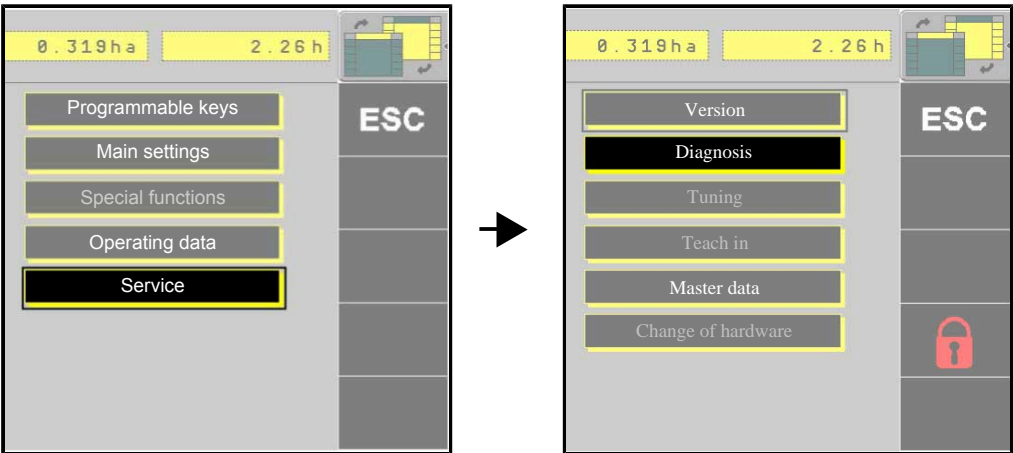 0.319ha 2.26h
Programmable keys
ESC
Main settings
Special functions
Operating data
Service
0.319ha 2.26h
Version
ESC
Diagnosis
Tuning
Teach in
Master data
Change of hardware